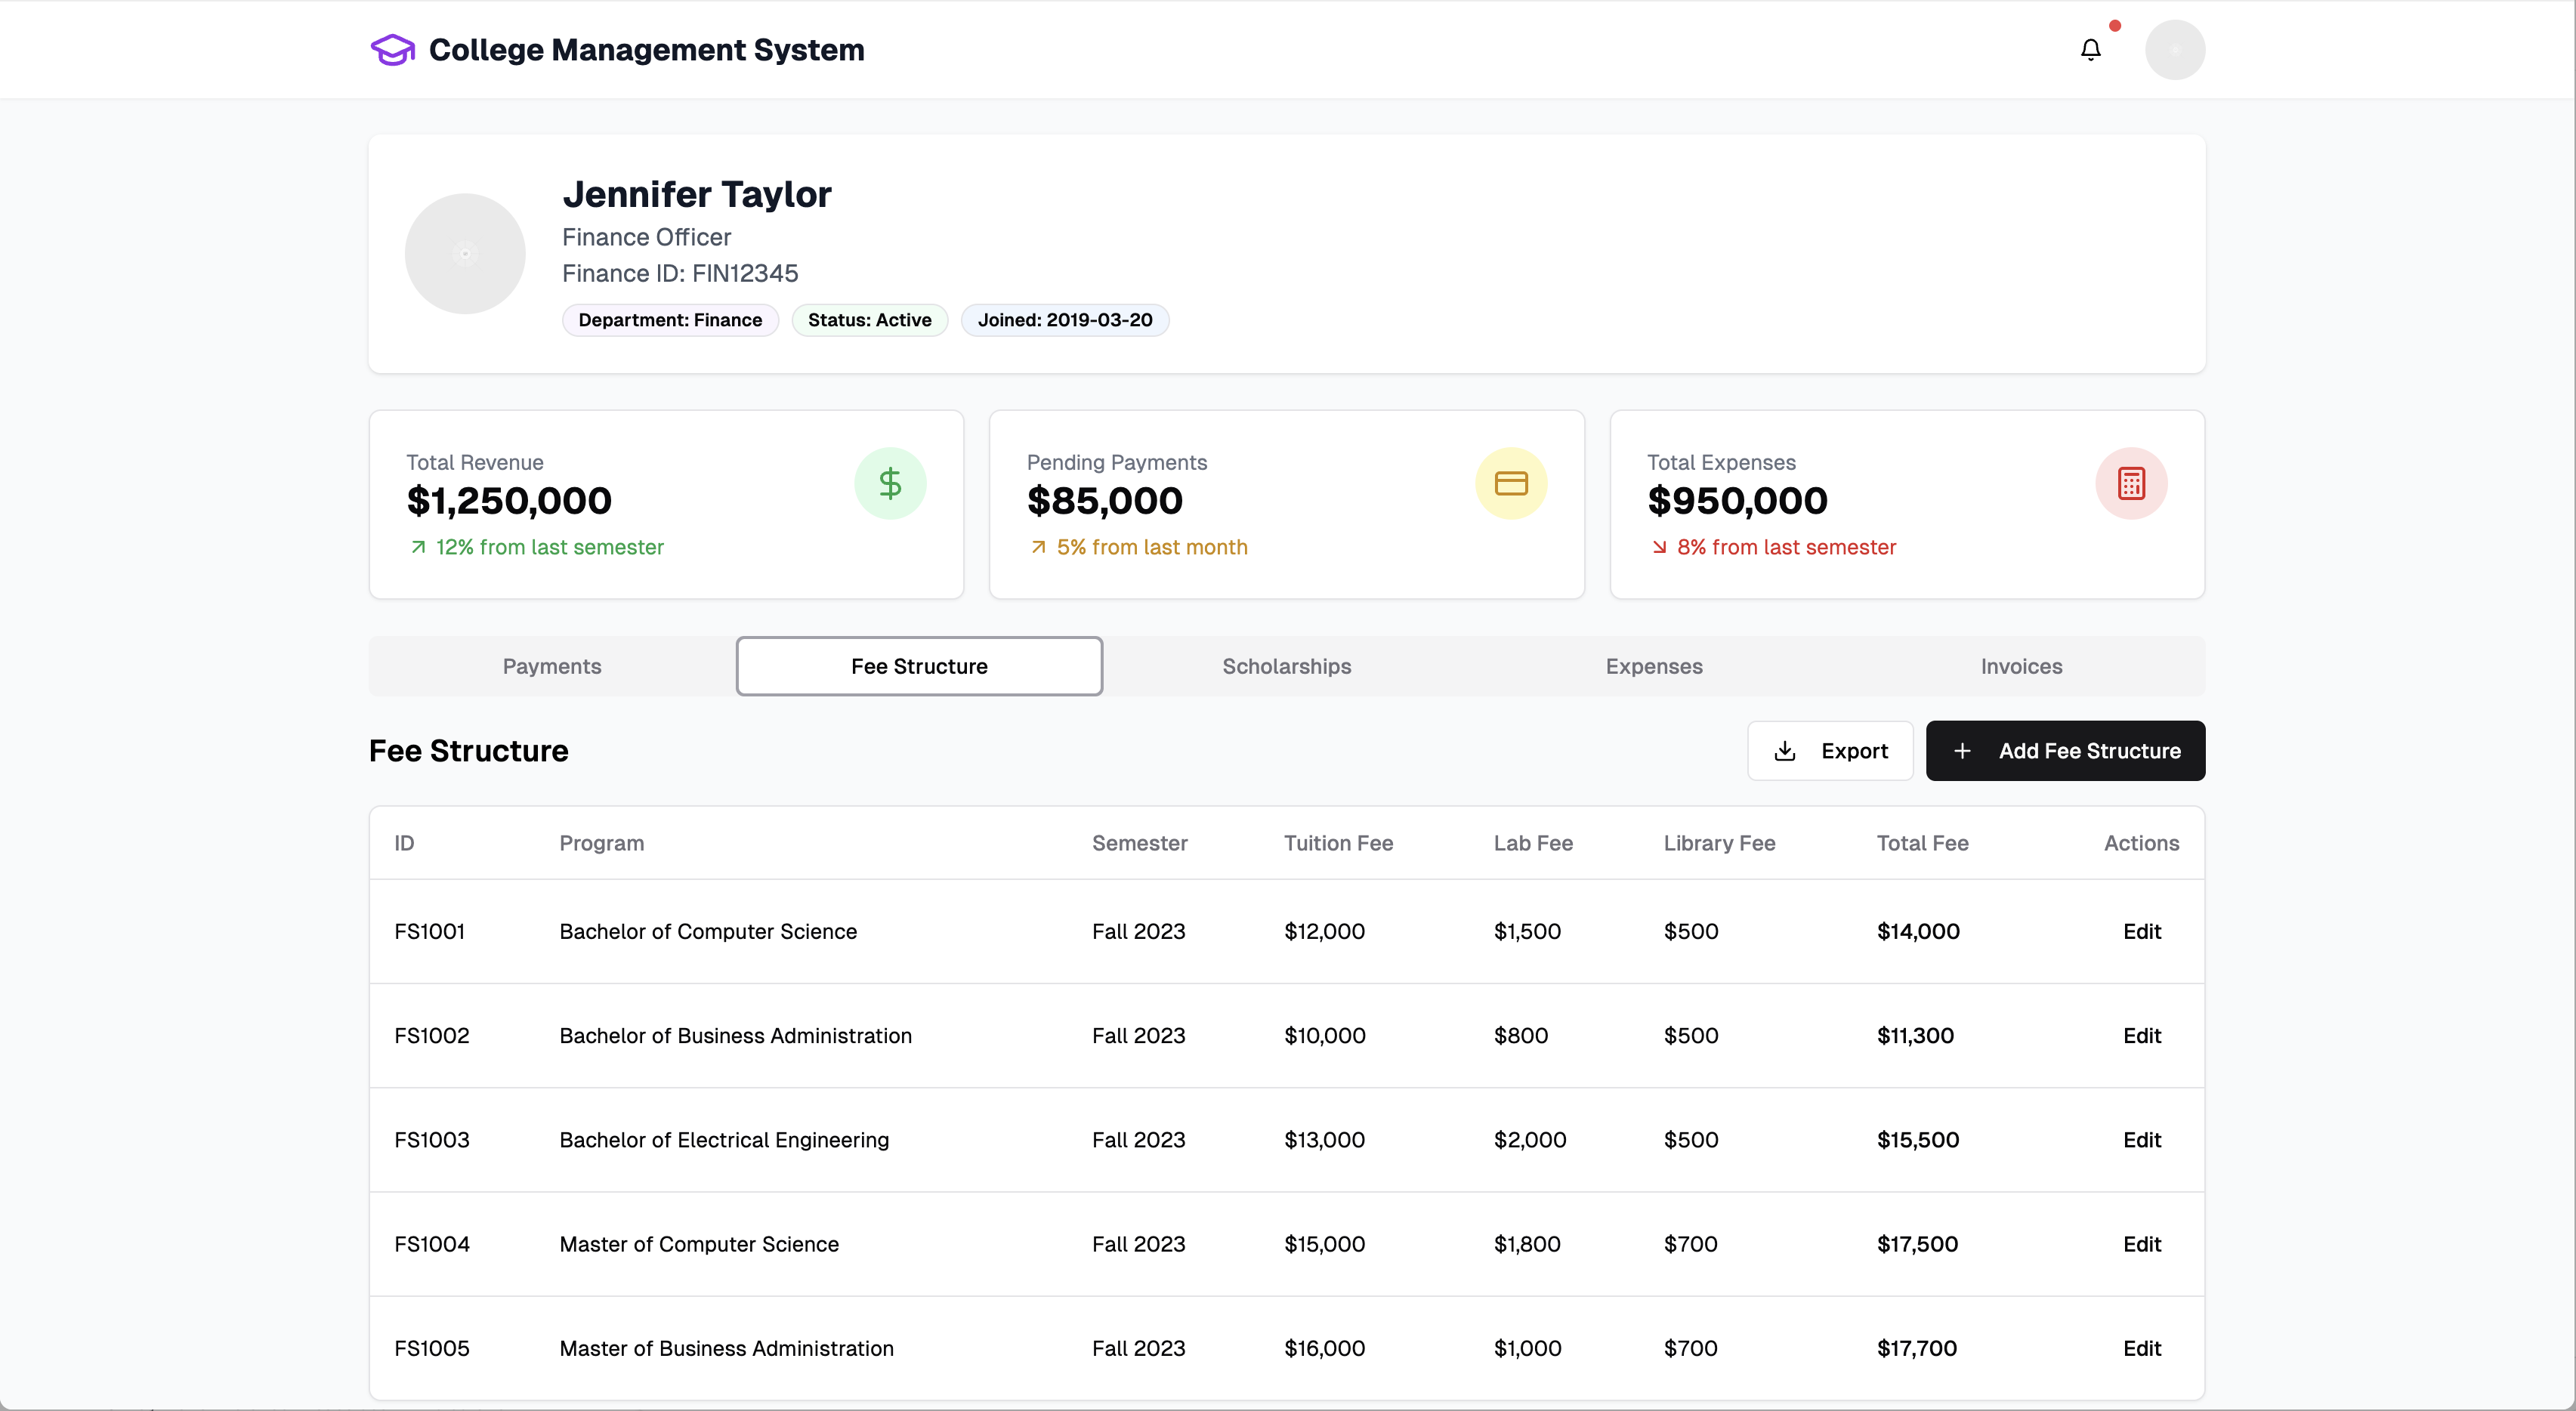 College Management System
Jennifer Taylor
Finance Officer
Finance ID: FIN12345
Department: Finance Status: Active Joined: 2019-03-20
Total Revenue
$1,250,000
12% from last semester
Pending Payments
$85,000
5% from last month
Total Expenses
$950,000
8% from last semester
Payments Fee Structure Scholarships Expenses Invoices
Fee Structure Export Add Fee Structure
ID Program Semester Tuition Fee Lab Fee Library Fee Total Fee Actions
FS1001 Bachelor of Computer Science Fall 2023 $12,000 $1,500 $500 $14,000 Edit
FS1002 Bachelor of Business Administration Fall 2023 $10,000 $800 $500 $11,300 Edit
FS1003 Bachelor of Electrical Engineering Fall 2023 $13,000 $2,000 $500 $15,500 Edit
FS1004 Master of Computer Science Fall 2023 $15,000 $1,800 $700 $17,500 Edit
FS1005 Master of Business Administration Fall 2023 $16,000 $1,000 $700 $17,700 Edit